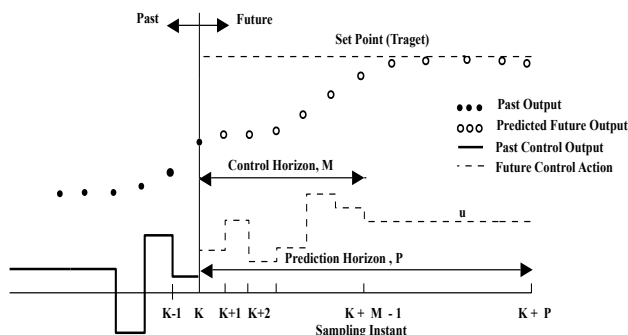 Past
Future
Set Point (Traget)
Past Output
Predicted Future Output
Past Control Output
Future Control Action
Control Horizon, M
u
Prediction Horizon , P
K-1 K K+1 K+2 K + M - 1 K + P
Sampling Instant